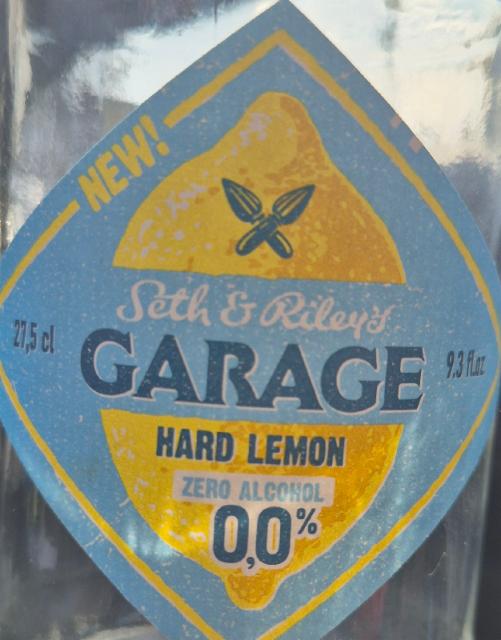 NEW!
Seth & Riley's
27,5 cl
GARAGE
9.3 fl.oz
HARD LEMON
ZERO ALCOHOL
0,0%